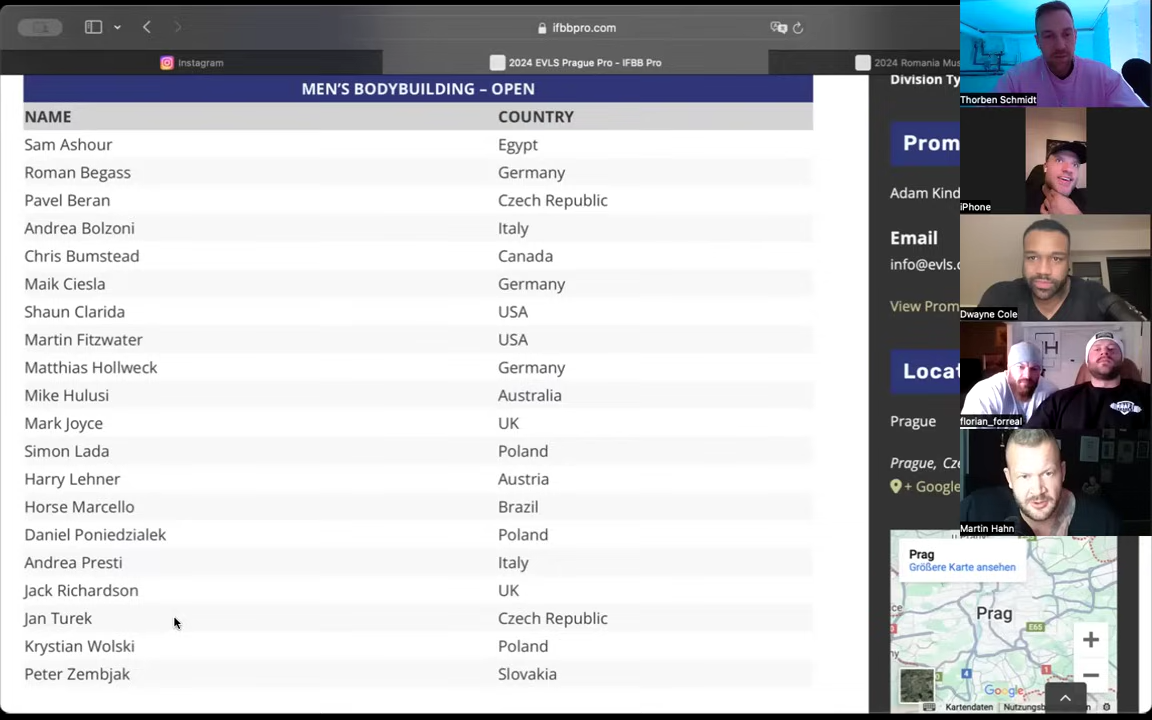 ifbbpro.com
Instagram
2024 EVLS Prague Pro - IFBB Pro
2024 Romania Mus
MEN'S BODYBUILDING – OPEN
NAME COUNTRY
Sam Ashour Egypt
Roman Begass Germany
Pavel Beran Czech Republic
Andrea Bolzoni Italy
Chris Bumstead Canada
Maik Ciesla Germany
Shaun Clarida USA
Martin Fitzwater USA
Matthias Hollweck Germany
Mike Hulusi Australia
Mark Joyce UK
Simon Lada Poland
Harry Lehner Austria
Horse Marcello Brazil
Daniel Poniedzialek Poland
Andrea Presti Italy
Jack Richardson UK
Jan Turek Czech Republic
Krystian Wolski Poland
Peter Zembjak Slovakia
Division Ty
Prom
Adam Kind
Email
info@evls.c
View Prom
Locat
Prague
Prague, Cze
+ Google
Prag
Größere Karte ansehen
Prag
E65
4
1
Google
Kartendaten
Nutzungsb
Thorben Schmidt
iPhone
Dwayne Cole
florian_forreal
Martin Hahn